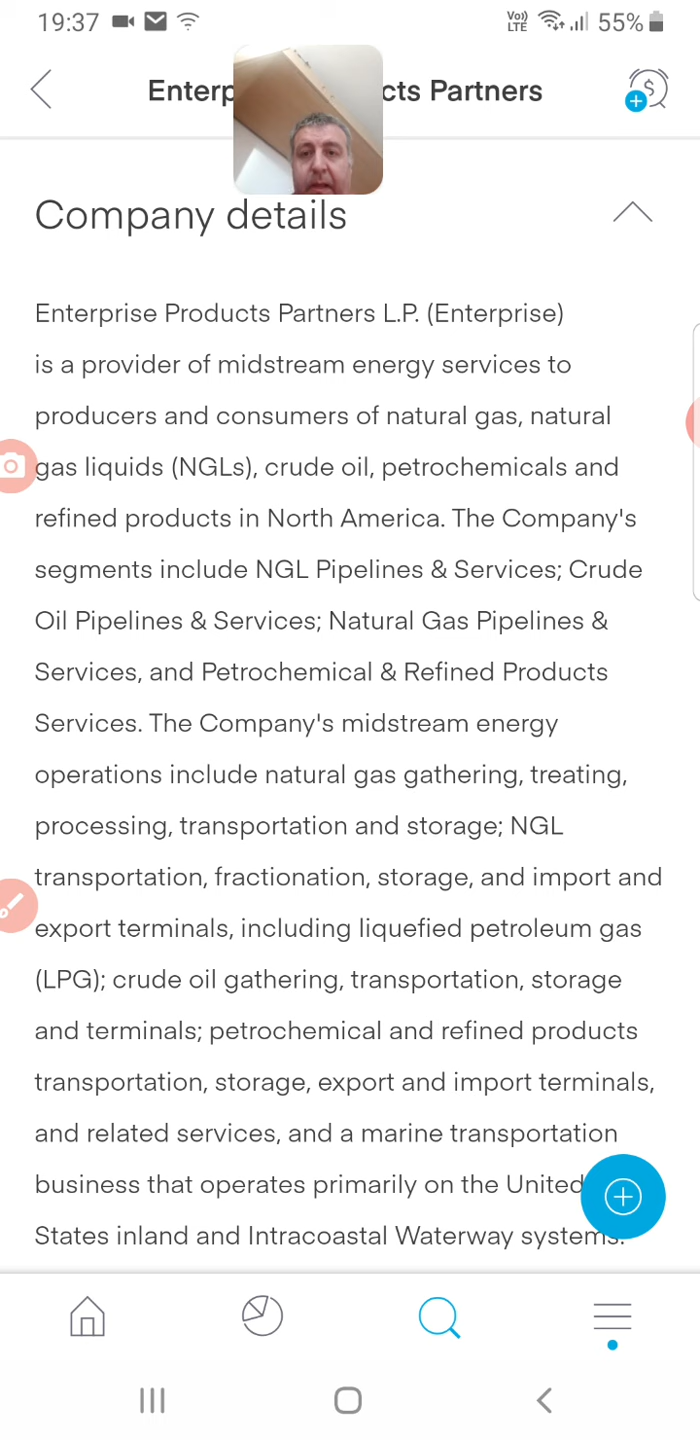 19:37 Vo)) LTE 55%
Enterp cts Partners
Company details
Enterprise Products Partners L.P. (Enterprise)
is a provider of midstream energy services to
producers and consumers of natural gas, natural
gas liquids (NGLs), crude oil, petrochemicals and
refined products in North America. The Company's
segments include NGL Pipelines & Services; Crude
Oil Pipelines & Services; Natural Gas Pipelines &
Services, and Petrochemical & Refined Products
Services. The Company's midstream energy
operations include natural gas gathering, treating,
processing, transportation and storage; NGL
transportation, fractionation, storage, and import and
export terminals, including liquefied petroleum gas
(LPG); crude oil gathering, transportation, storage
and terminals; petrochemical and refined products
transportation, storage, export and import terminals,
and related services, and a marine transportation
business that operates primarily on the United
States inland and Intracoastal Waterway systems.